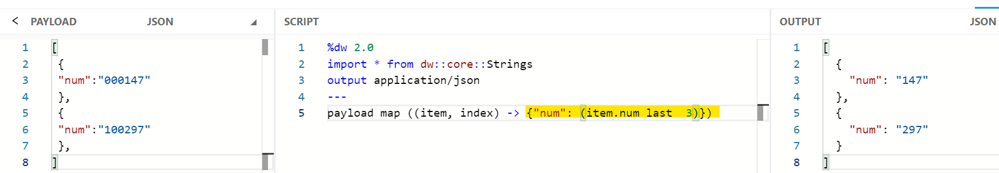 < PAYLOAD JSON
1 [
2 {
3 "num":"000147"
4 },
5 {
6 "num":"100297"
7 },
8 ]
SCRIPT
1 %dw 2.0
2 import * from dw::core::Strings
3 output application/json
4 ---
5 payload map ((item, index) -> {"num": (item.num last  3)})
OUTPUT JSON
1 [
2 {
3 "num": "147"
4 },
5 {
6 "num": "297"
7 }
8 ]